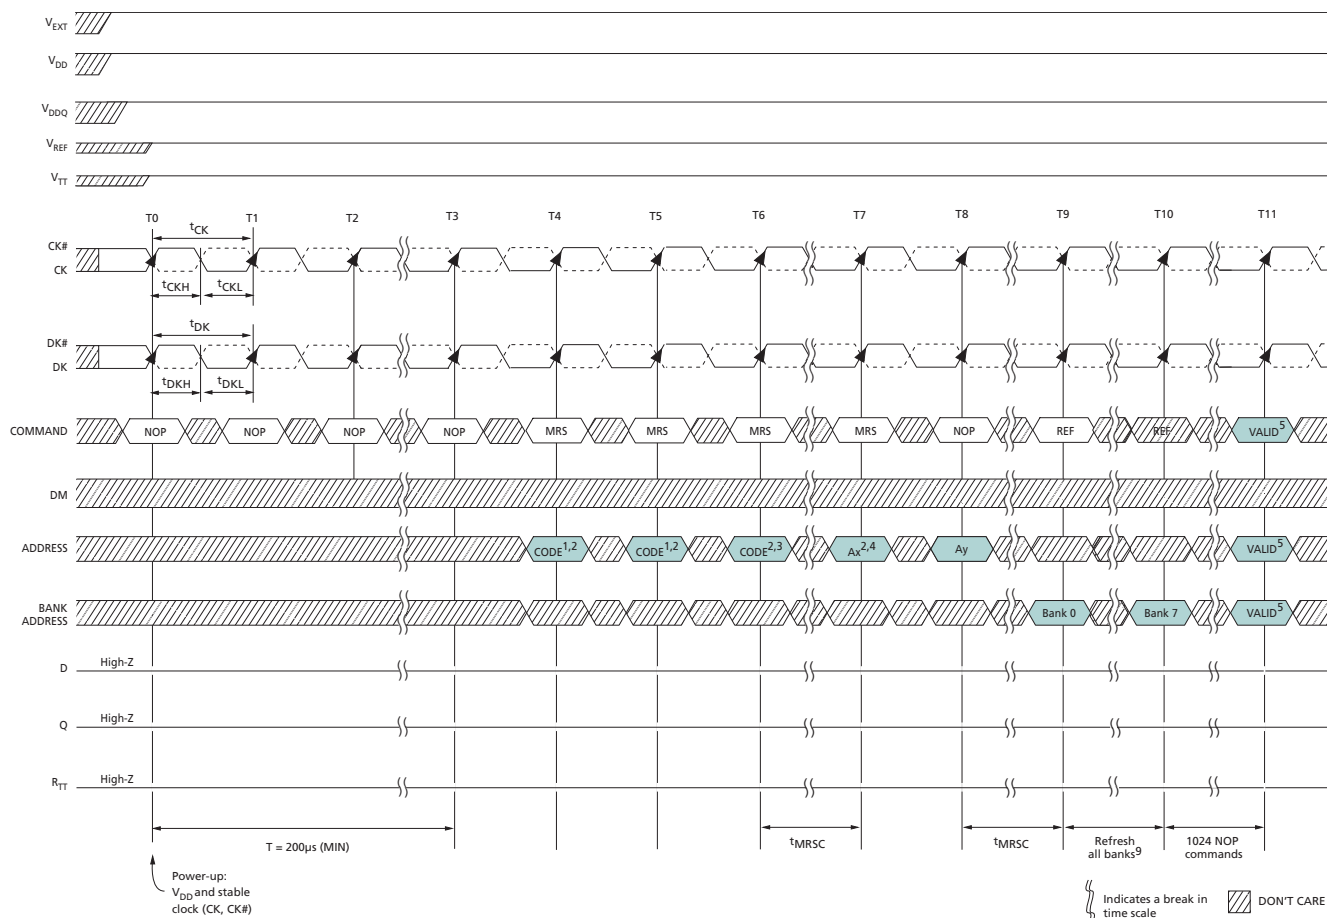 VEXT
VDD
VDDQ
VREF
VTT
T0 T1 T2 T3 T4 T5 T6 T7 T8 T9 T10 T11
tCK
CK#
CK
tCKH tCKL
tDK
DK#
DK
tDKH tDKL
COMMAND NOP NOP NOP NOP MRS MRS MRS MRS NOP REF REF VALID5
DM
ADDRESS CODE1,2 CODE1,2 CODE2,3 Ax2,4 Ay VALID5
BANK
ADDRESS Bank 0 Bank 7 VALID5
D High-Z
Q High-Z
RTT High-Z
T = 200µs (MIN) tMRSC tMRSC Refresh
all banks9
1024 NOP
commands
Power-up:
VDD and stable
clock (CK, CK#)
Indicates a break in
time scale
DON'T CARE